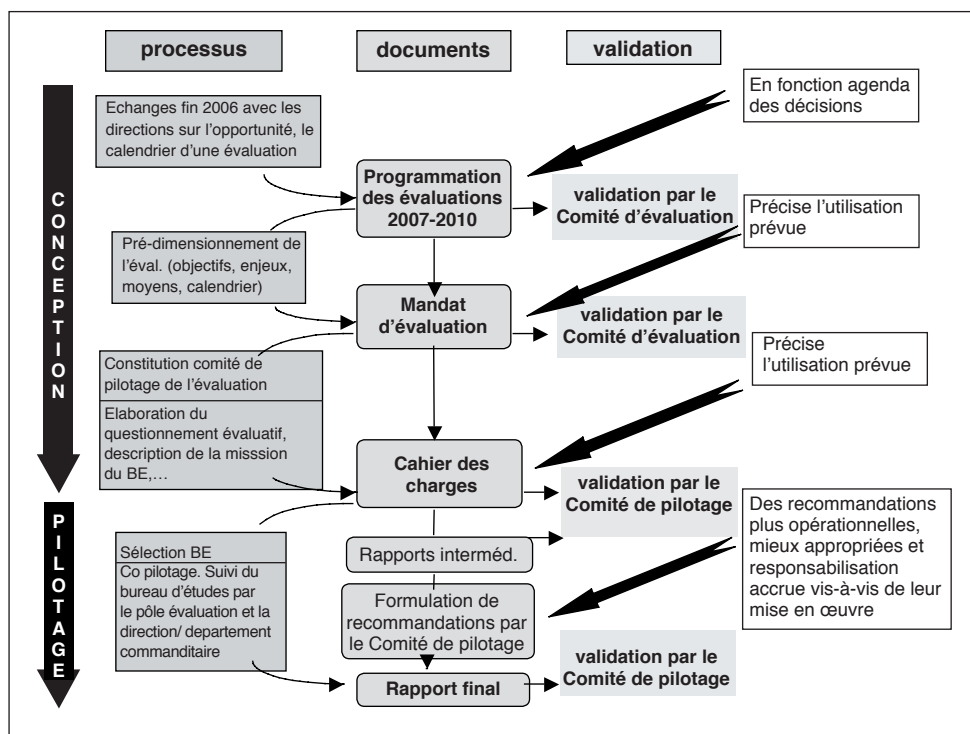 processus
documents
validation
CONCEPTION
PILOTAGE
Echanges fin 2006 avec les
directions sur l’opportunité, le
calendrier d’une évaluation
En fonction agenda
des décisions
Programmation
des évaluations
2007-2010
validation par le
Comité d’évaluation
Précise l’utilisation
prévue
Pré-dimensionnement de
l’éval. (objectifs, enjeux,
moyens, calendrier)
Mandat
d’évaluation
validation par le
Comité d’évaluation
Précise
l’utilisation prévue
Constitution comité de
pilotage de l’évaluation
Elaboration du
questionnement évaluatif,
description de la misssion
du BE,…
Cahier des
charges
validation par le
Comité de pilotage
Des recommandations
plus opérationnelles,
mieux appropriées et
responsabilisation
accrue vis-à-vis de leur
mise en œuvre
Sélection BE
Co pilotage. Suivi du
bureau d’études par
le pôle évaluation et la
direction/ departement
commanditaire
Rapports interméd.
Formulation de
recommandations par
le Comité de pilotage
Rapport final
validation par le
Comité de pilotage